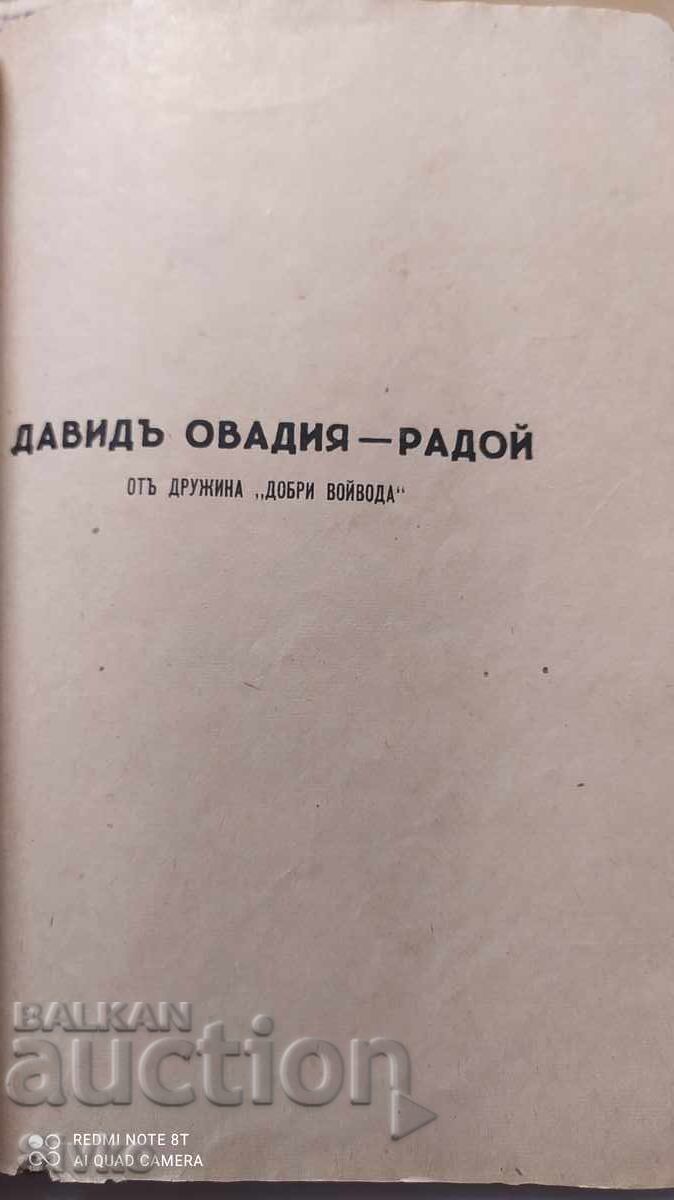 ДАВИДЪ ОВАДИЯ — РАДОЙ
ОТЪ ДРУЖИНА „ДОБРИ ВОЙВОДА“
BALKAN
auction
REDMI NOTE 8T
AI QUAD CAMERA